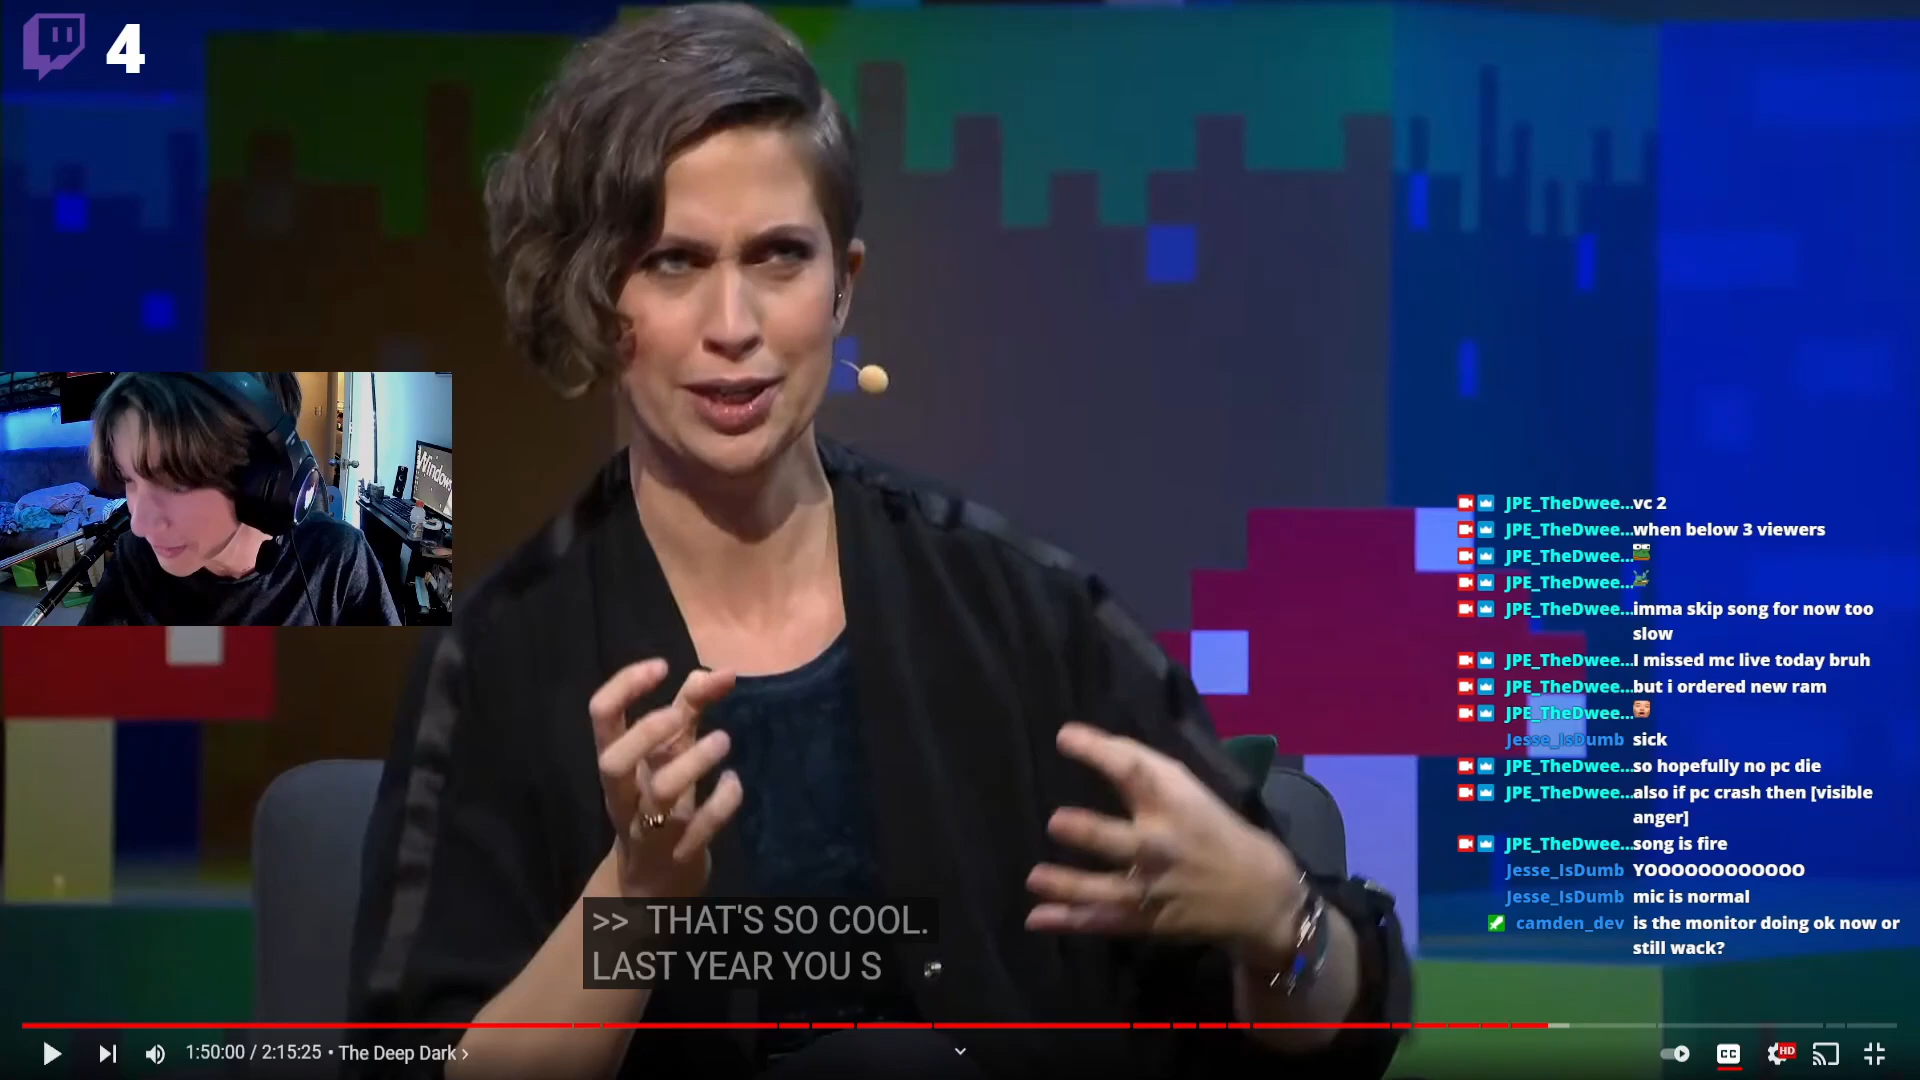 4
Windows
JPE_TheDwee...vc 2
JPE_TheDwee...when below 3 viewers
JPE_TheDwee...
JPE_TheDwee...
JPE_TheDwee...imma skip song for now too
slow
JPE_TheDwee...I missed mc live today bruh
JPE_TheDwee...but i ordered new ram
JPE_TheDwee...
Jesse_IsDumb sick
JPE_TheDwee...so hopefully no pc die
JPE_TheDwee...also if pc crash then [visible
anger]
JPE_TheDwee...song is fire
Jesse_IsDumb YOOOOOOOOOOOO
Jesse_IsDumb mic is normal
camden_dev is the monitor doing ok now or
still wack?
>> THAT'S SO COOL.
LAST YEAR YOU S
1:50:00 / 2:15:25 • The Deep Dark ›
CC
HD